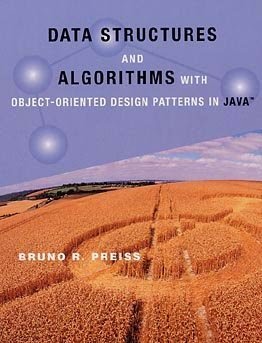 DATA STRUCTURES
AND
ALGORITHMS WITH
OBJECT-ORIENTED DESIGN PATTERNS IN JAVA™
BRUNO R. PREISS